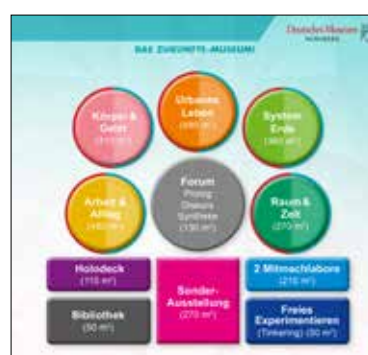 Deutsches Museum
NÜRNBERG
DAS ZUKUNFTS-MUSEUM!
Urbanes
Leben
Körper &
Geist
System
Erde
Forum
Prolog
Diskurs
Synthese
(130 m²)
Arbeit &
Alltag
Raum &
Zeit
(270 m²)
Holodeck
(110 m²)
Sonder-
Ausstellung
(270 m²)
2 Mitmachlabore
(210 m²)
Bibliothek
(50 m²)
Freies
Experimentieren
(Tinkering) (50 m²)